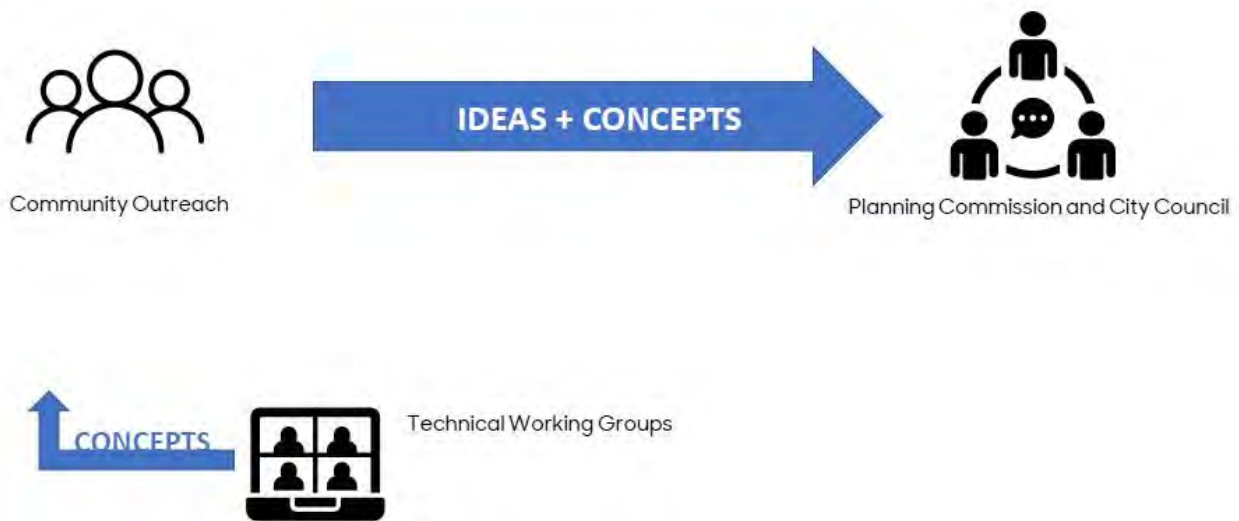 IDEAS + CONCEPTS
Community Outreach
Planning Commission and City Council
Technical Working Groups
CONCEPTS